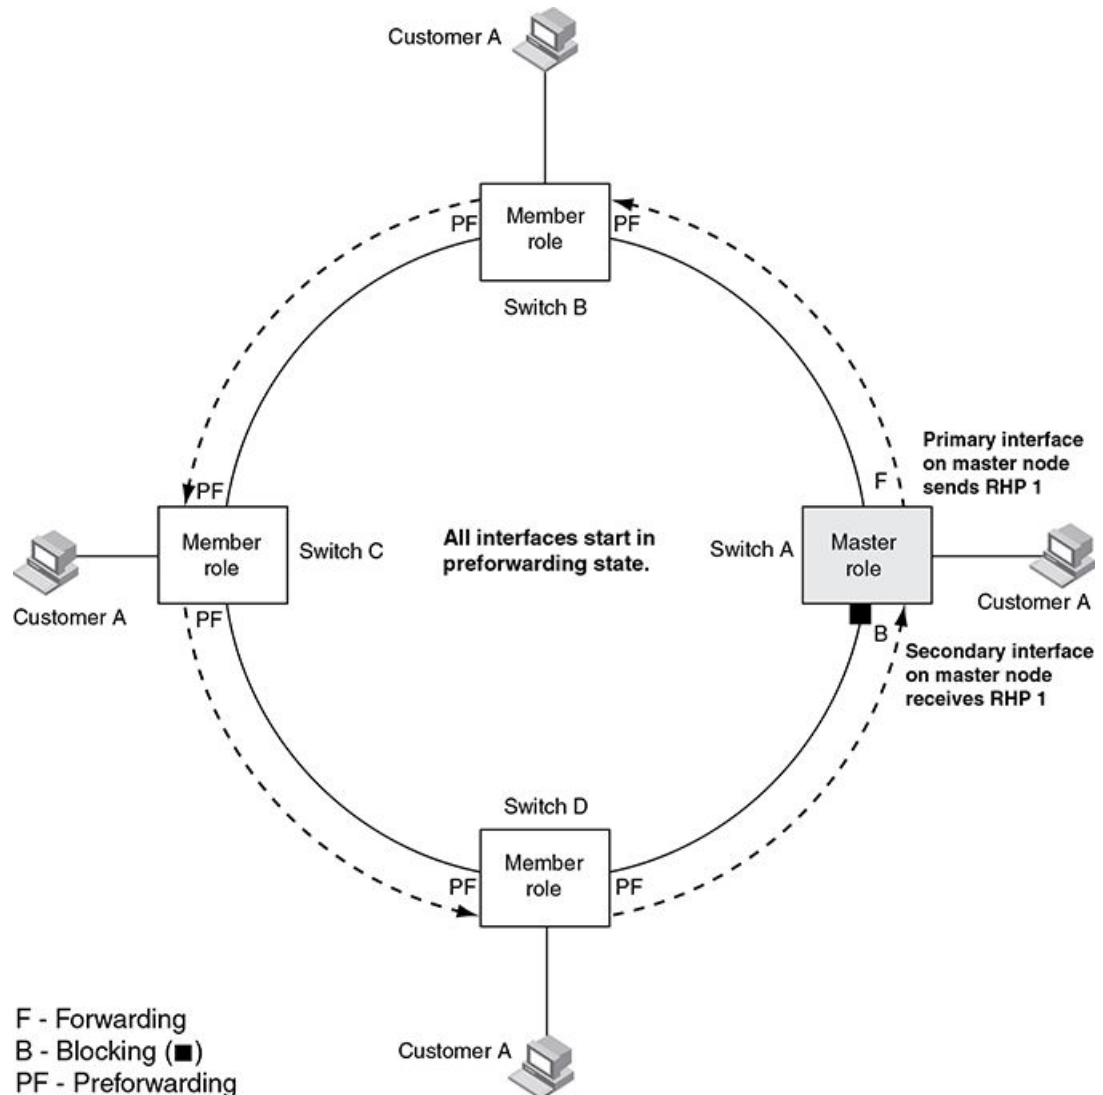 Customer A
PF
Member
role
PF
Switch B
Primary interface
on master node
sends RHP 1
F
PF
Member
role
Switch C
All interfaces start in
preforwarding state.
Switch A
Master
role
Customer A
PF
Customer A
B
Secondary interface
on master node
receives RHP 1
Switch D
PF
Member
role
PF
F - Forwarding
B - Blocking (■)
PF - Preforwarding
Customer A